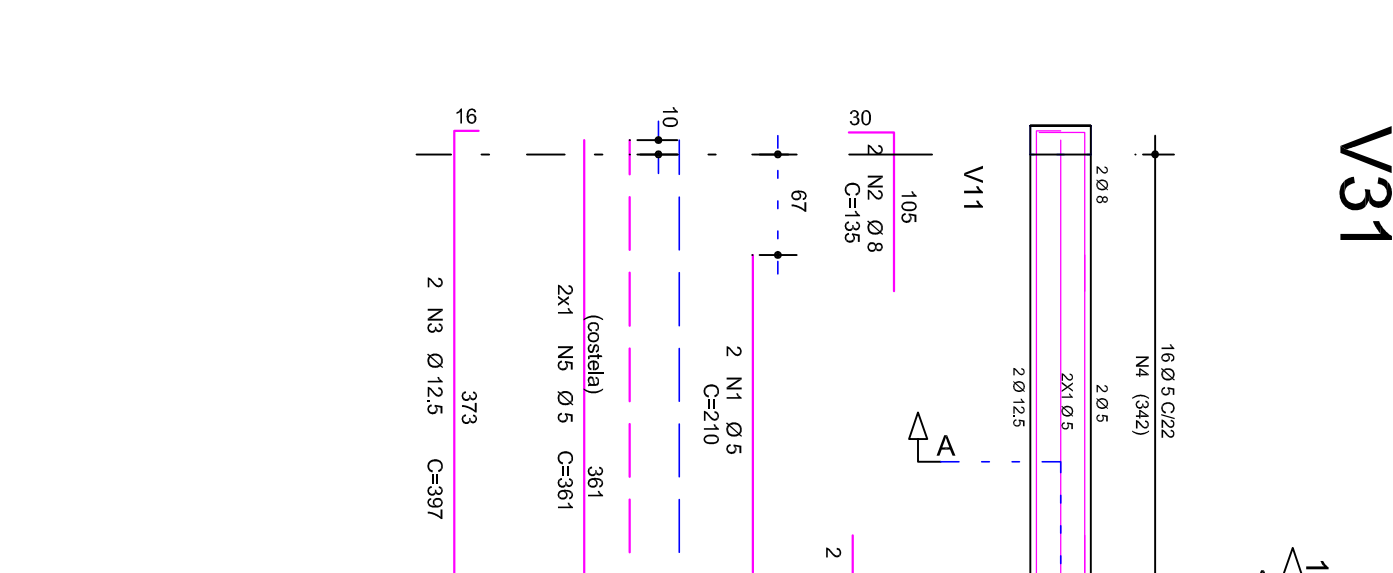 V31
16 Ø 5 C/22
N4 (342)
2 Ø 8
2 Ø 5
2X1 Ø 5
2 Ø 12.5
V11
A
30
105
2 N2 Ø 8
C=135
2
67
2 N1 Ø 5
C=210
10
(costela)
361
2x1 N5 Ø 5 C=361
16
373
2 N3 Ø 12.5 C=397
1